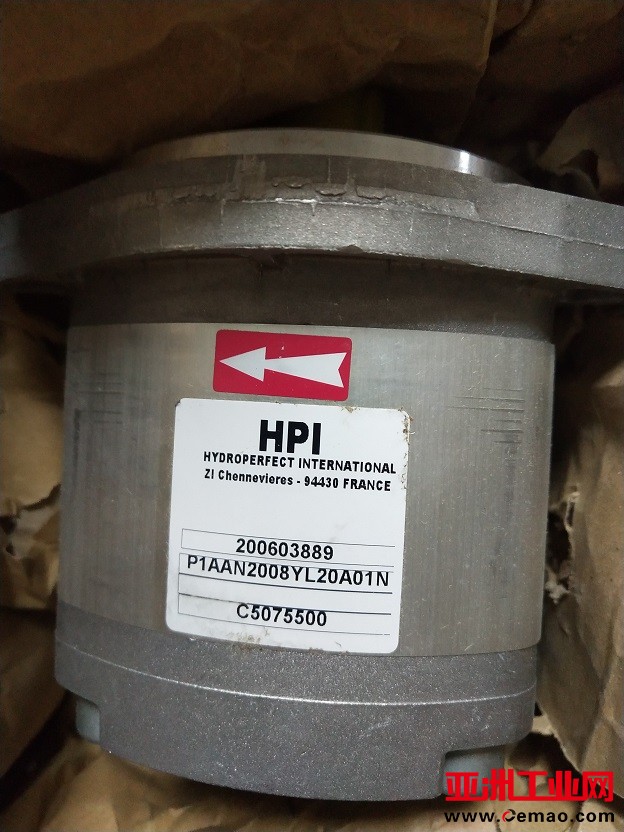 HPI
HYDROPERFECT INTERNATIONAL
ZI Chennevieres - 94430 FRANCE
200603889
P1AAN2008YL20A01N
C5075500
亚洲工业网
www.Cemao.com